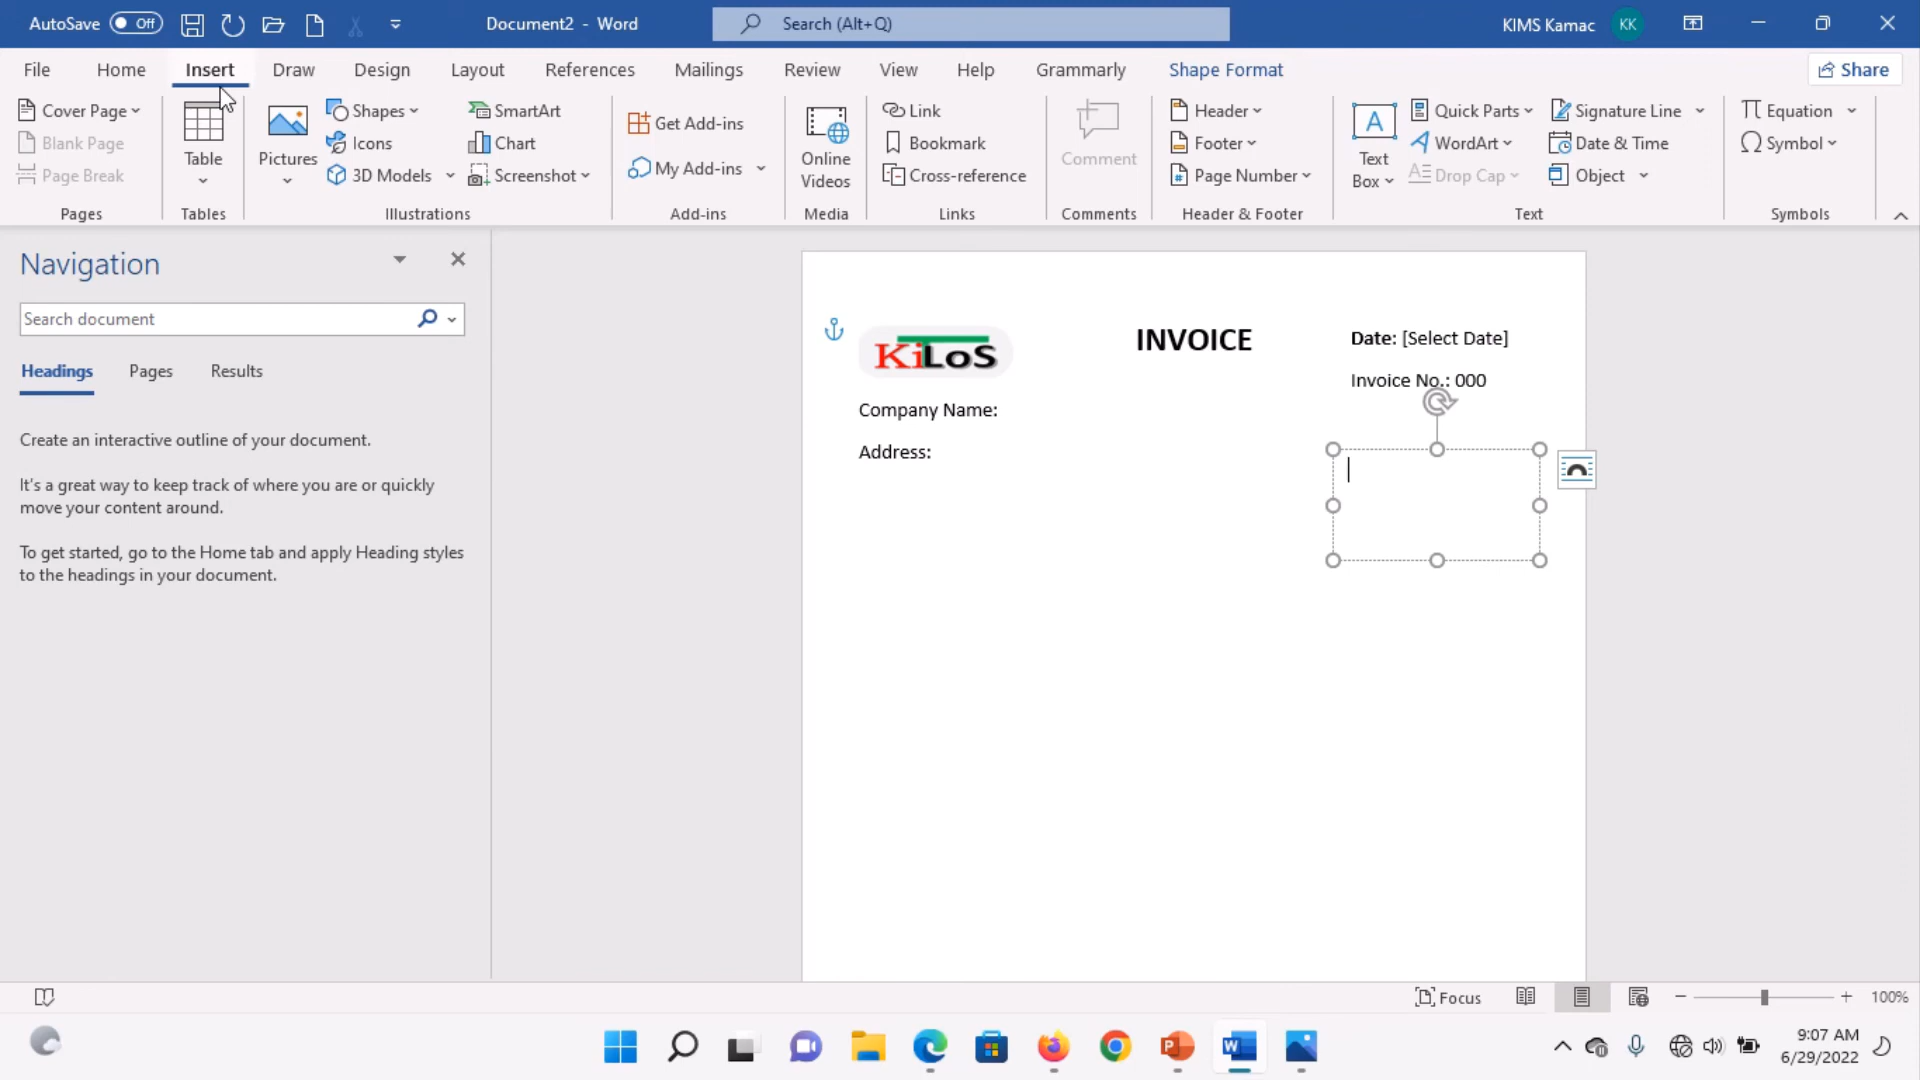 AutoSave Off Document2 - Word Search (Alt+Q) KIMS Kamac KK
File Home Insert Draw Design Layout References Mailings Review View Help Grammarly Shape Format Share
Cover Page
Blank Page
Page Break
Pages
Table
Tables
Pictures
Shapes
Icons
3D Models
SmartArt
Chart
Screenshot
Illustrations
Get Add-ins
My Add-ins
Add-ins
Online
Videos
Media
Link
Bookmark
Cross-reference
Links
Comment
Comments
Header
Footer
Page Number
Header & Footer
A
Text
Box
Quick Parts
WordArt
Drop Cap
Signature Line
Date & Time
Object
Text
Equation
Symbol
Symbols
Navigation
Search document
Headings Pages Results
Create an interactive outline of your document.
It's a great way to keep track of where you are or quickly
move your content around.
To get started, go to the Home tab and apply Heading styles
to the headings in your document.
KiLoS
INVOICE
Date: [Select Date]
Invoice No.: 000
Company Name:
Address:
Focus 100%
9:07 AM
6/29/2022